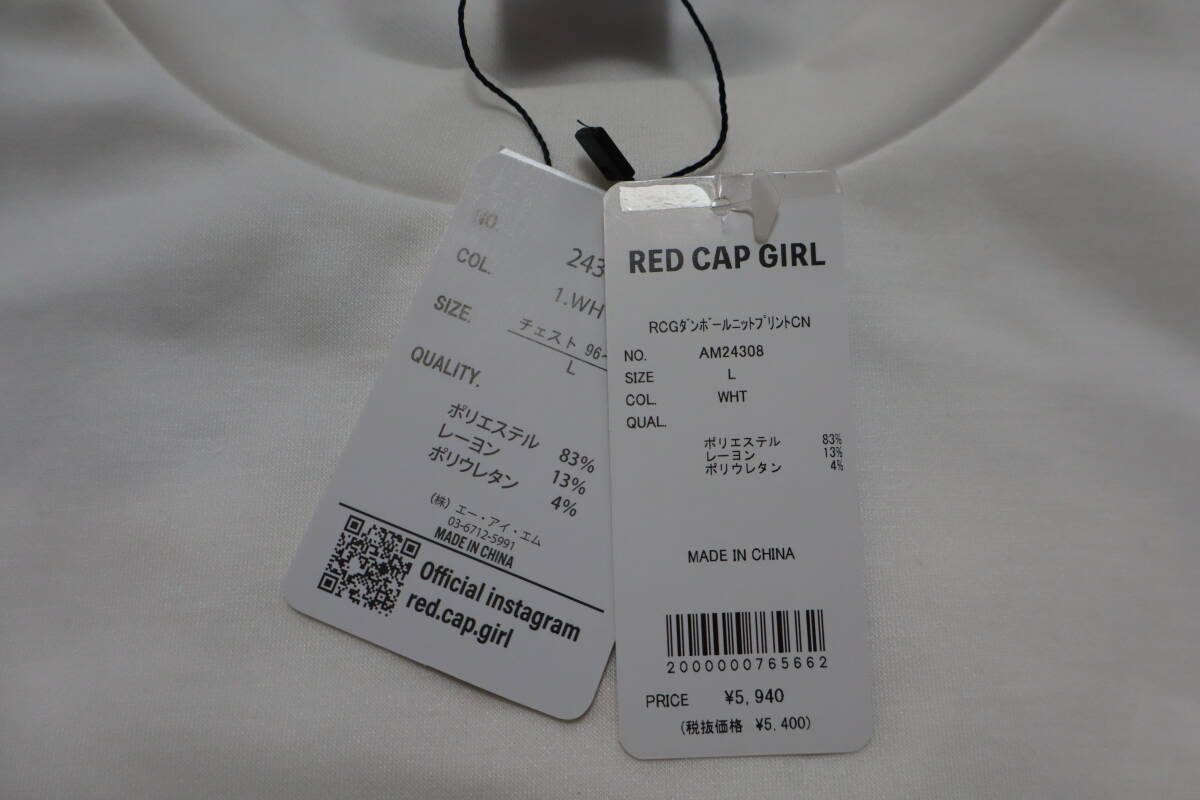 NO. 243
COL. 1.WH
SIZE. チェスト 96-
L
QUALITY.
ポリエステル 83%
レーヨン 13%
ポリウレタン 4%
(株) エー・アイ・エム
03-6712-5991
MADE IN CHINA
Official instagram
red.cap.girl
RED CAP GIRL
RCGダンボールニットプリントCN
NO. AM24308
SIZE L
COL. WHT
QUAL.
ポリエステル 83%
レーヨン 13%
ポリウレタン 4%
MADE IN CHINA
2000000765662
PRICE ¥5,940
(税抜価格 ¥5,400)